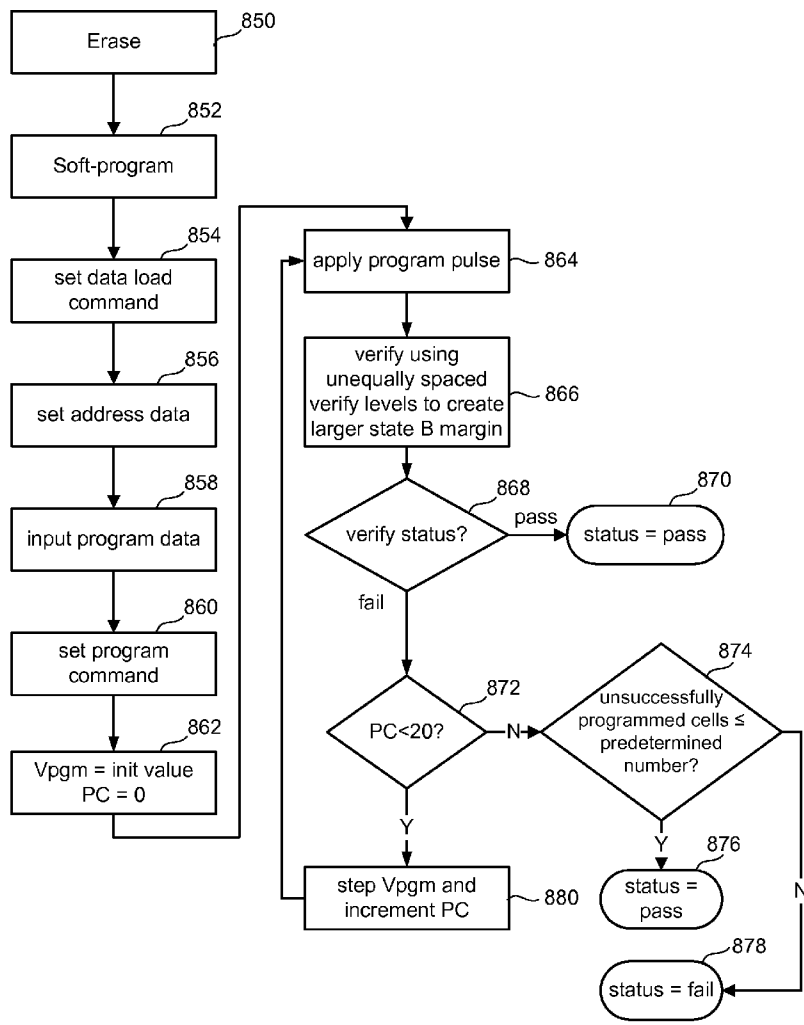 Erase
850
Soft-program
852
set data load
command
854
set address data
856
input program data
858
set program
command
860
Vpgm = init value
PC = 0
862
apply program pulse
864
verify using
unequally spaced
verify levels to create
larger state B margin
866
verify status?
868
pass
status = pass
870
fail
PC<20?
872
N
unsuccessfully
programmed cells ≤
predetermined
number?
874
Y
step Vpgm and
increment PC
880
Y
status =
pass
876
N
status = fail
878